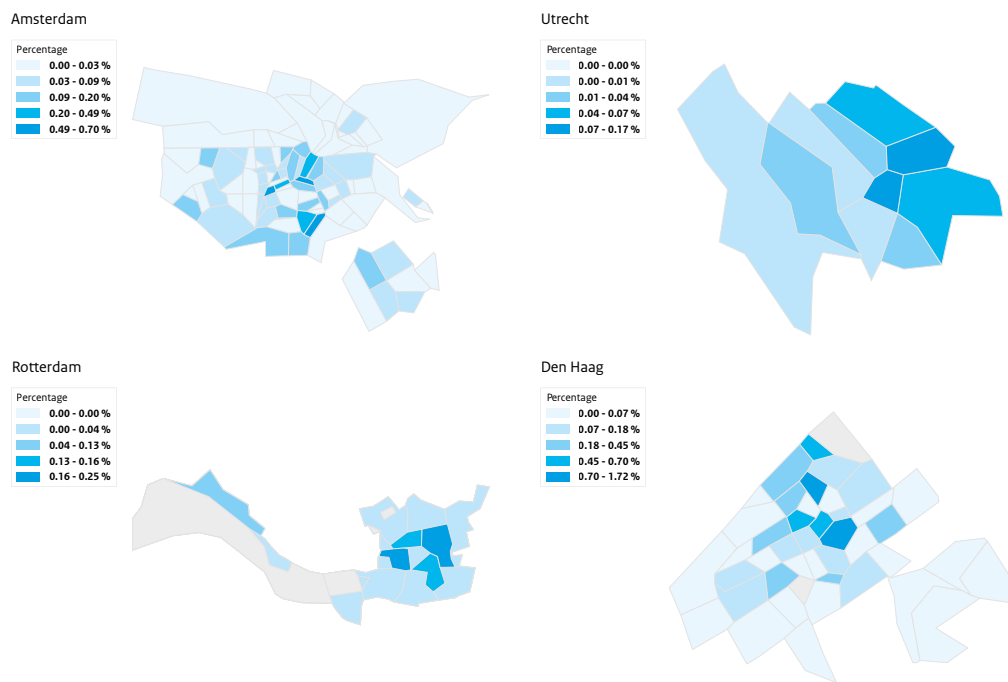 Amsterdam
Percentage
0.00 - 0.03 %
0.03 - 0.09 %
0.09 - 0.20 %
0.20 - 0.49 %
0.49 - 0.70 %
Utrecht
Percentage
0.00 - 0.00 %
0.00 - 0.01 %
0.01 - 0.04 %
0.04 - 0.07 %
0.07 - 0.17 %
Rotterdam
Percentage
0.00 - 0.00 %
0.00 - 0.04 %
0.04 - 0.13 %
0.13 - 0.16 %
0.16 - 0.25 %
Den Haag
Percentage
0.00 - 0.07 %
0.07 - 0.18 %
0.18 - 0.45 %
0.45 - 0.70 %
0.70 - 1.72 %